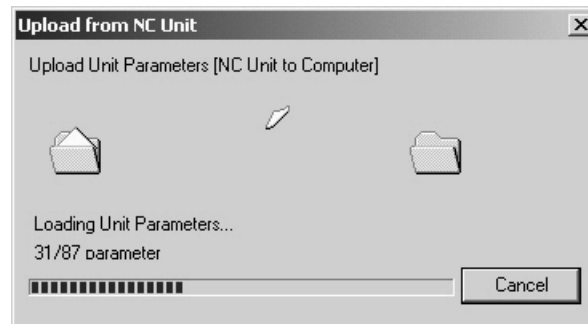 Upload from NC Unit
Upload Unit Parameters [NC Unit to Computer]
Loading Unit Parameters...
31/87 parameter
Cancel